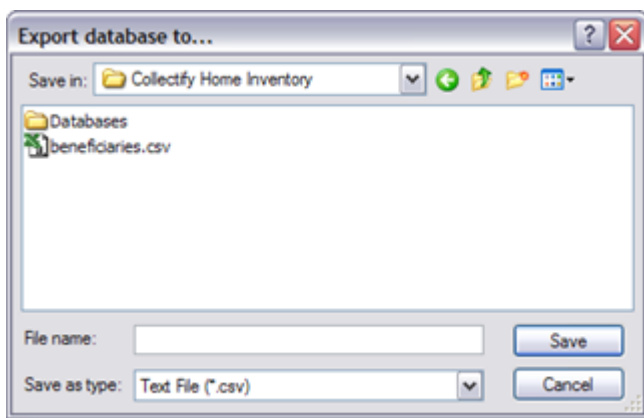 Export database to...
?
Save in: Collectify Home Inventory
Databases
beneficiaries.csv
File name:
Save
Save as type: Text File (*.csv)
Cancel